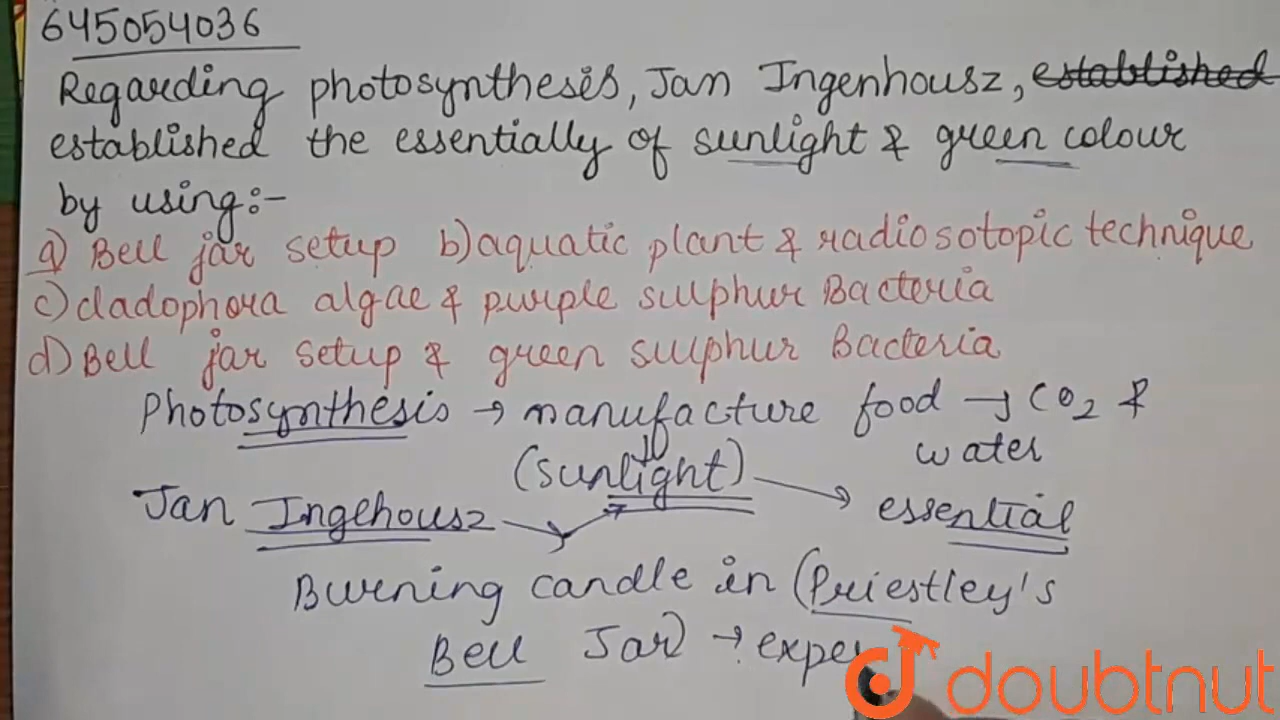 645054036
Regarding photosynthesis, Jan Ingenhousz, established
established the essentially of sunlight & green colour
by using:-
a) Bell jar setup b) aquatic plant & radiosotopic technique
c) cladophora algae & purple sulphur Bacteria
d) Bell jar setup & green sulphur Bacteria
Photosynthesis → manufacture food → CO2 &
water
(sunlight)
Jan Ingehousz
essential
Burning candle in (Priestley's
Bell Jar) → expe
doubtnut